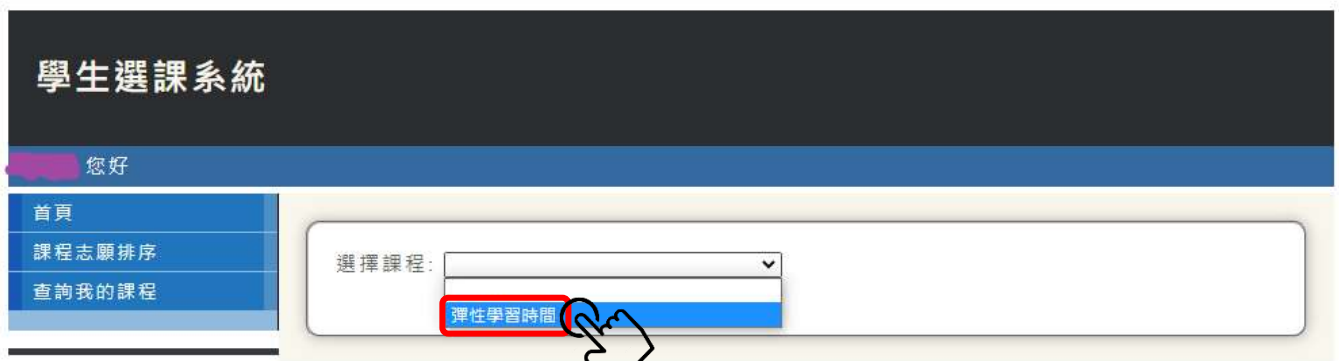 學生選課系統
您好
首頁
課程志願排序
查詢我的課程
選擇課程:
彈性學習時間